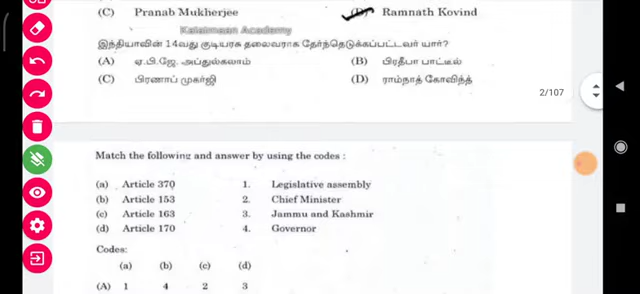 (C) Pranab Mukherjee (D) Ramnath Kovind
Kalaimaan Academy
இந்தியாவின் 14வது குடியரசு தலைவராக தேர்ந்தெடுக்கப்பட்டவர் யார்?
(A) ஏ.பி.ஜே. அப்துல்கலாம் (B) பிரதீபா பாட்டீல்
(C) பிரணாப் முகர்ஜி (D) ராம்நாத் கோவிந்த்
2/107
Match the following and answer by using the codes :
(a) Article 370 1. Legislative assembly
(b) Article 153 2. Chief Minister
(c) Article 163 3. Jammu and Kashmir
(d) Article 170 4. Governor
Codes:
(a) (b) (c) (d)
(A) 1 4 2 3